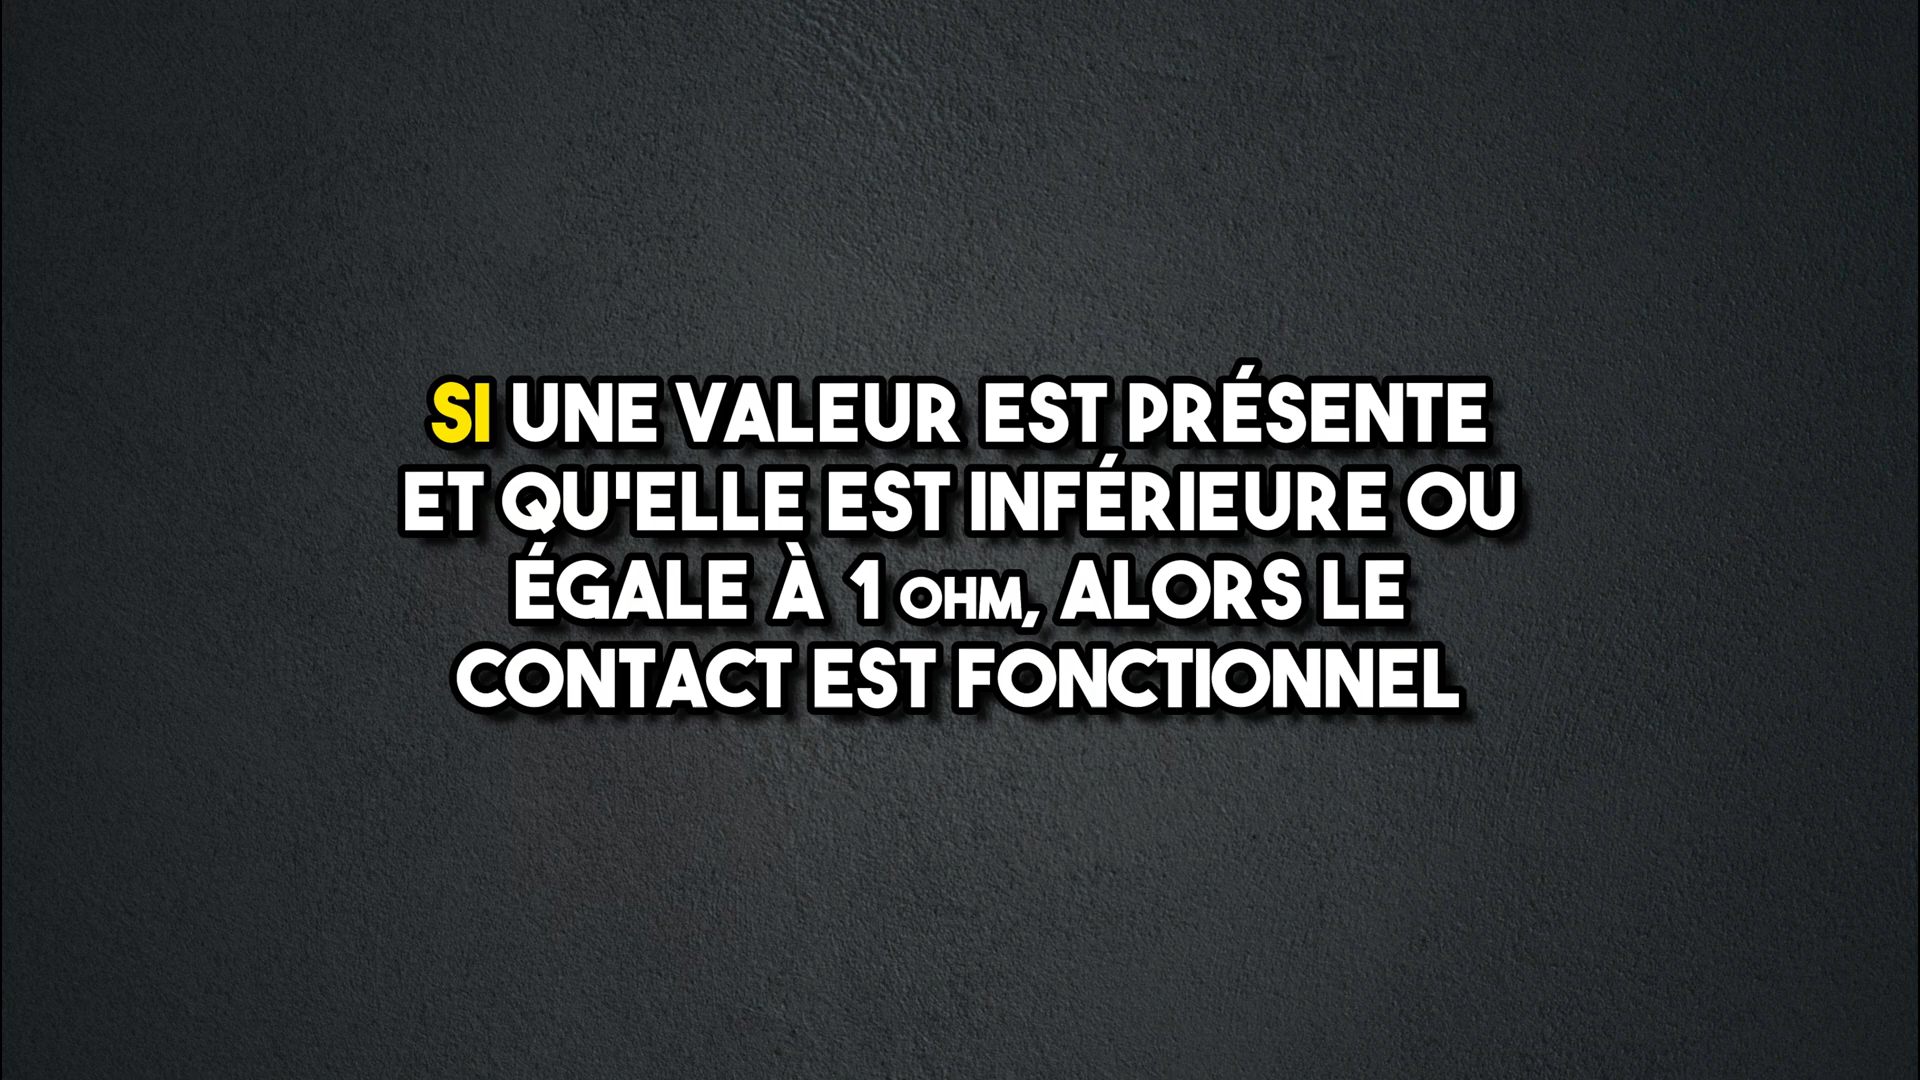 SI UNE VALEUR EST PRÉSENTE
ET QU'ELLE EST INFÉRIEURE OU
ÉGALE À 1 OHM, ALORS LE
CONTACT EST FONCTIONNEL